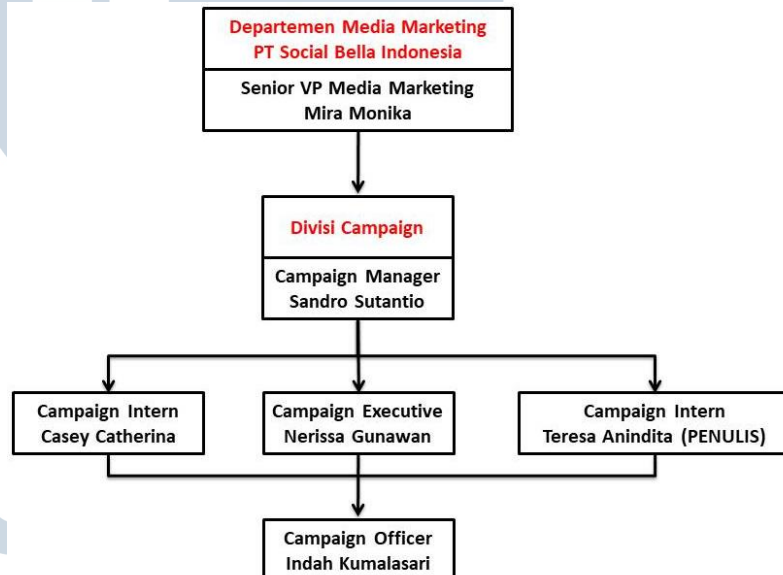 Departemen Media Marketing
PT Social Bella Indonesia
Senior VP Media Marketing
Mira Monika
Divisi Campaign
Campaign Manager
Sandro Sutantio
Campaign Intern
Casey Catherina
Campaign Executive
Nerissa Gunawan
Campaign Intern
Teresa Anindita (PENULIS)
Campaign Officer
Indah Kumalasari